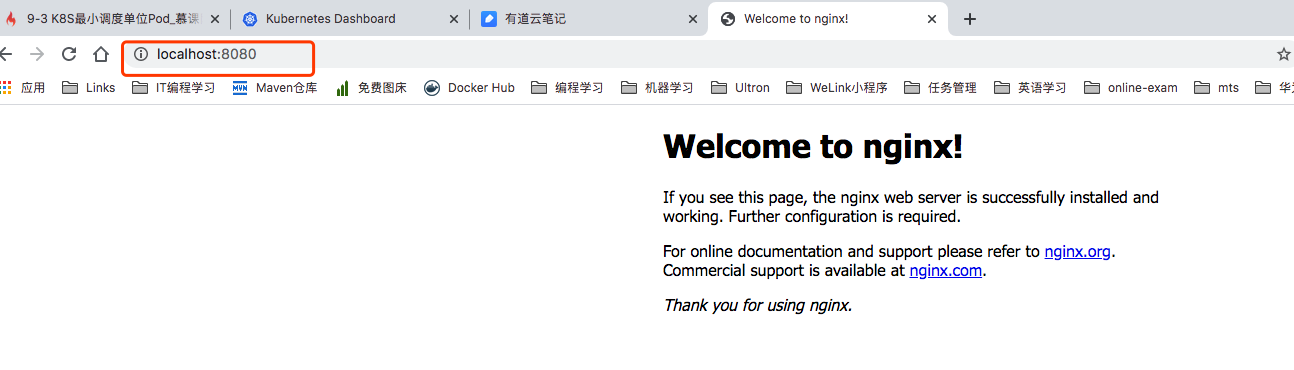 9-3 K8S最小调度单位Pod_慕课
Kubernetes Dashboard
有道云笔记
Welcome to nginx!
localhost:8080
应用
Links
IT编程学习
Maven仓库
免费图床
Docker Hub
编程学习
机器学习
Ultron
WeLink小程序
任务管理
英语学习
online-exam
mts
Welcome to nginx!
If you see this page, the nginx web server is successfully installed and
working. Further configuration is required.
For online documentation and support please refer to nginx.org.
Commercial support is available at nginx.com.
Thank you for using nginx.